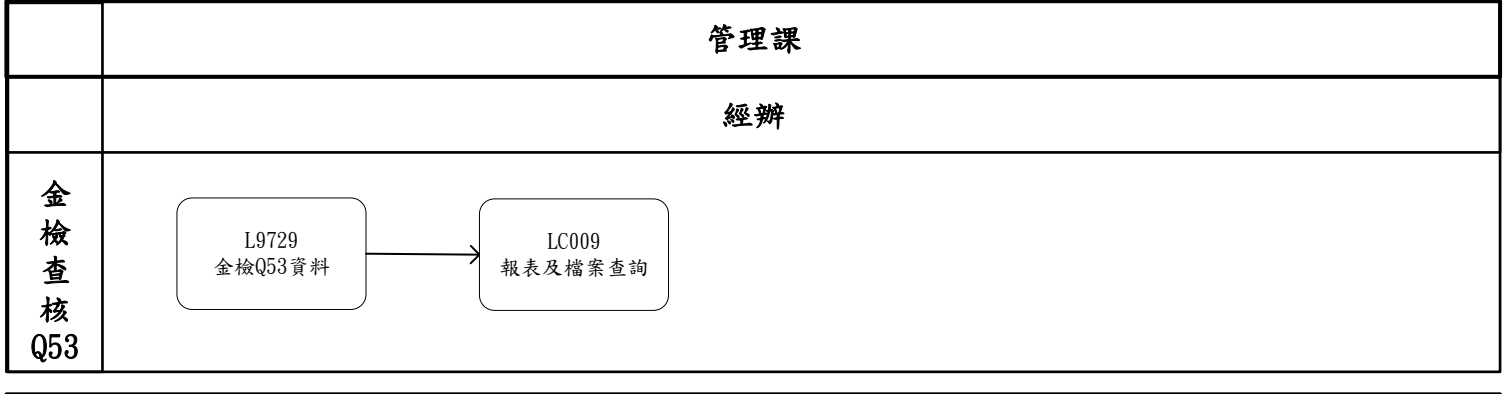 管理課
經辦
金
檢
查
核
Q53
L9729
金檢Q53資料
LC009
報表及檔案查詢